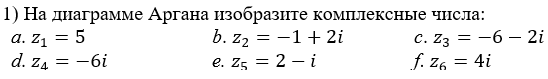 1) На диаграмме Аргана изобразите комплексные числа:
a. z₁ = 5 b. z₂ = −1 + 2i c. z₃ = −6 − 2i
d. z₄ = −6i e. z₅ = 2 − i f. z₆ = 4i